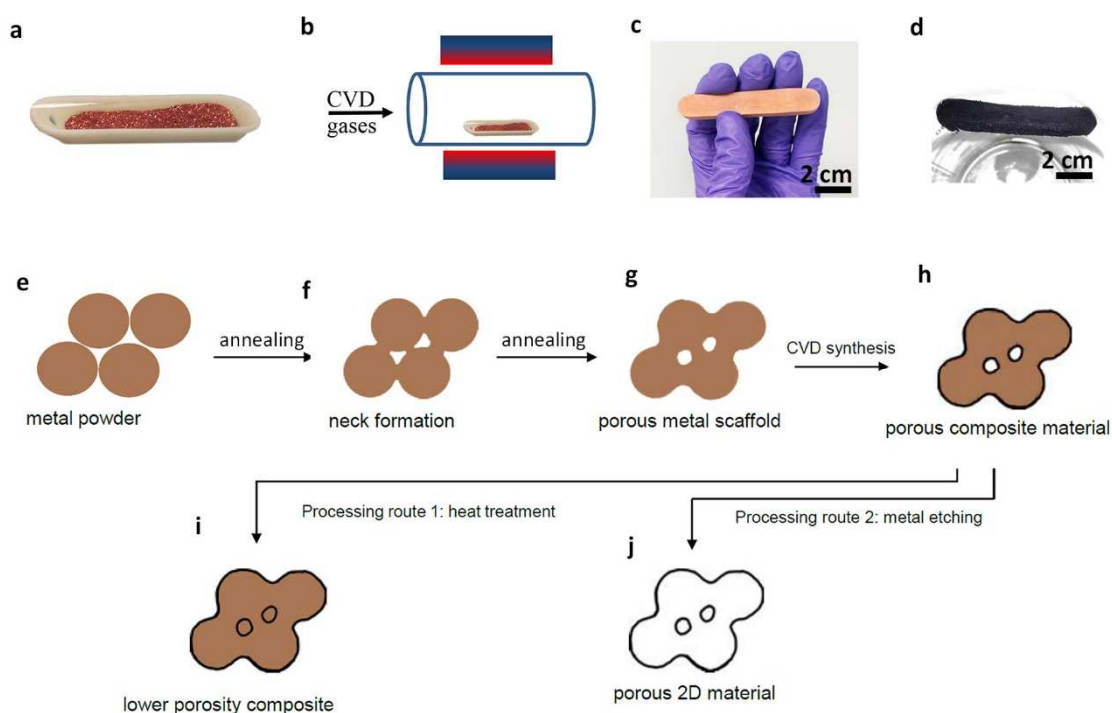 a
b
c
d
CVD
gases
2 cm
2 cm
e
f
g
h
annealing
annealing
CVD synthesis
metal powder
neck formation
porous metal scaffold
porous composite material
Processing route 1: heat treatment
Processing route 2: metal etching
i
j
lower porosity composite
porous 2D material